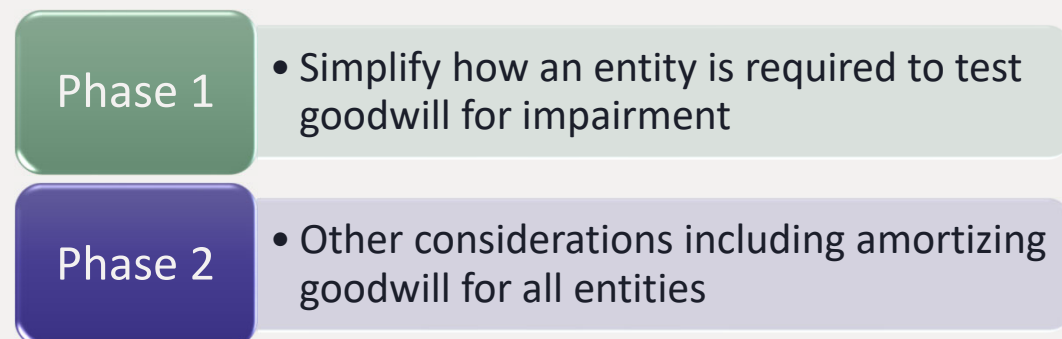 Phase 1
• Simplify how an entity is required to test
goodwill for impairment
Phase 2
• Other considerations including amortizing
goodwill for all entities